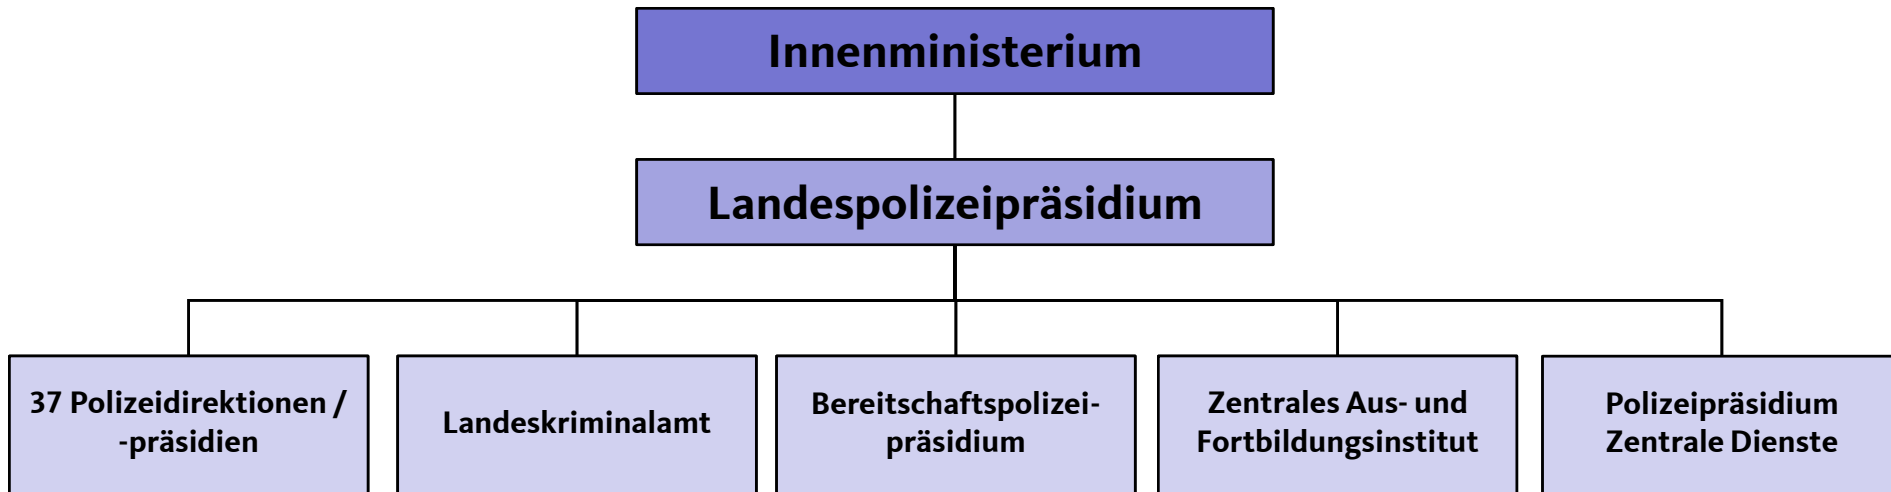 Innenministerium
Landespolizeipräsidium
37 Polizeidirektionen /
-präsidien
Landeskriminalamt
Bereitschaftspolizei-
präsidium
Zentrales Aus- und
Fortbildungsinstitut
Polizeipräsidium
Zentrale Dienste